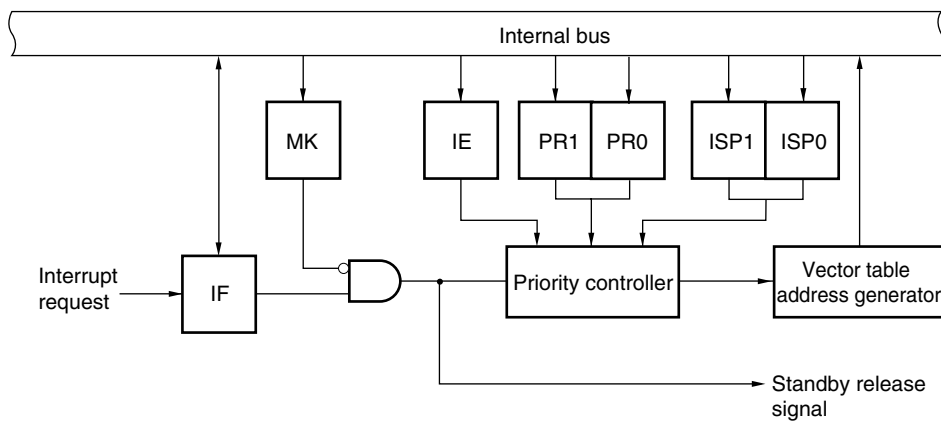 Internal bus
MK
IE
PR1
PR0
ISP1
ISP0
Interrupt
request
IF
Priority controller
Vector table
address generator
Standby release
signal